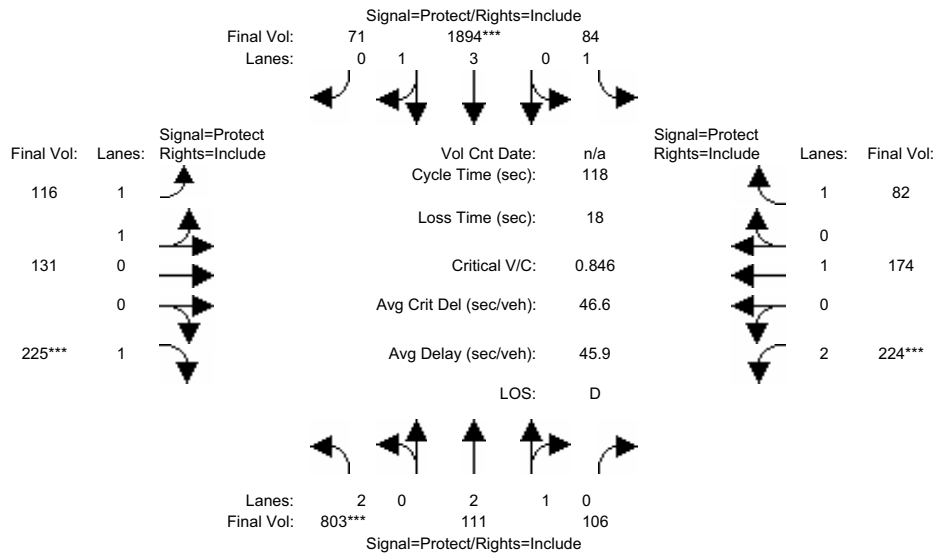 Signal=Protect/Rights=Include
Final Vol: 71 1894*** 84
Lanes: 0 1 3 0 1
Signal=Protect Signal=Protect
Final Vol: Lanes: Rights=Include Vol Cnt Date: n/a Rights=Include Lanes: Final Vol:
Cycle Time (sec): 118
116 1 1 82
Loss Time (sec): 18
1 0
131 0 Critical V/C: 0.846 1 174
0 Avg Crit Del (sec/veh): 46.6 0
225*** 1 Avg Delay (sec/veh): 45.9 2 224***
LOS: D
Lanes: 2 0 2 1 0
Final Vol: 803*** 111 106
Signal=Protect/Rights=Include